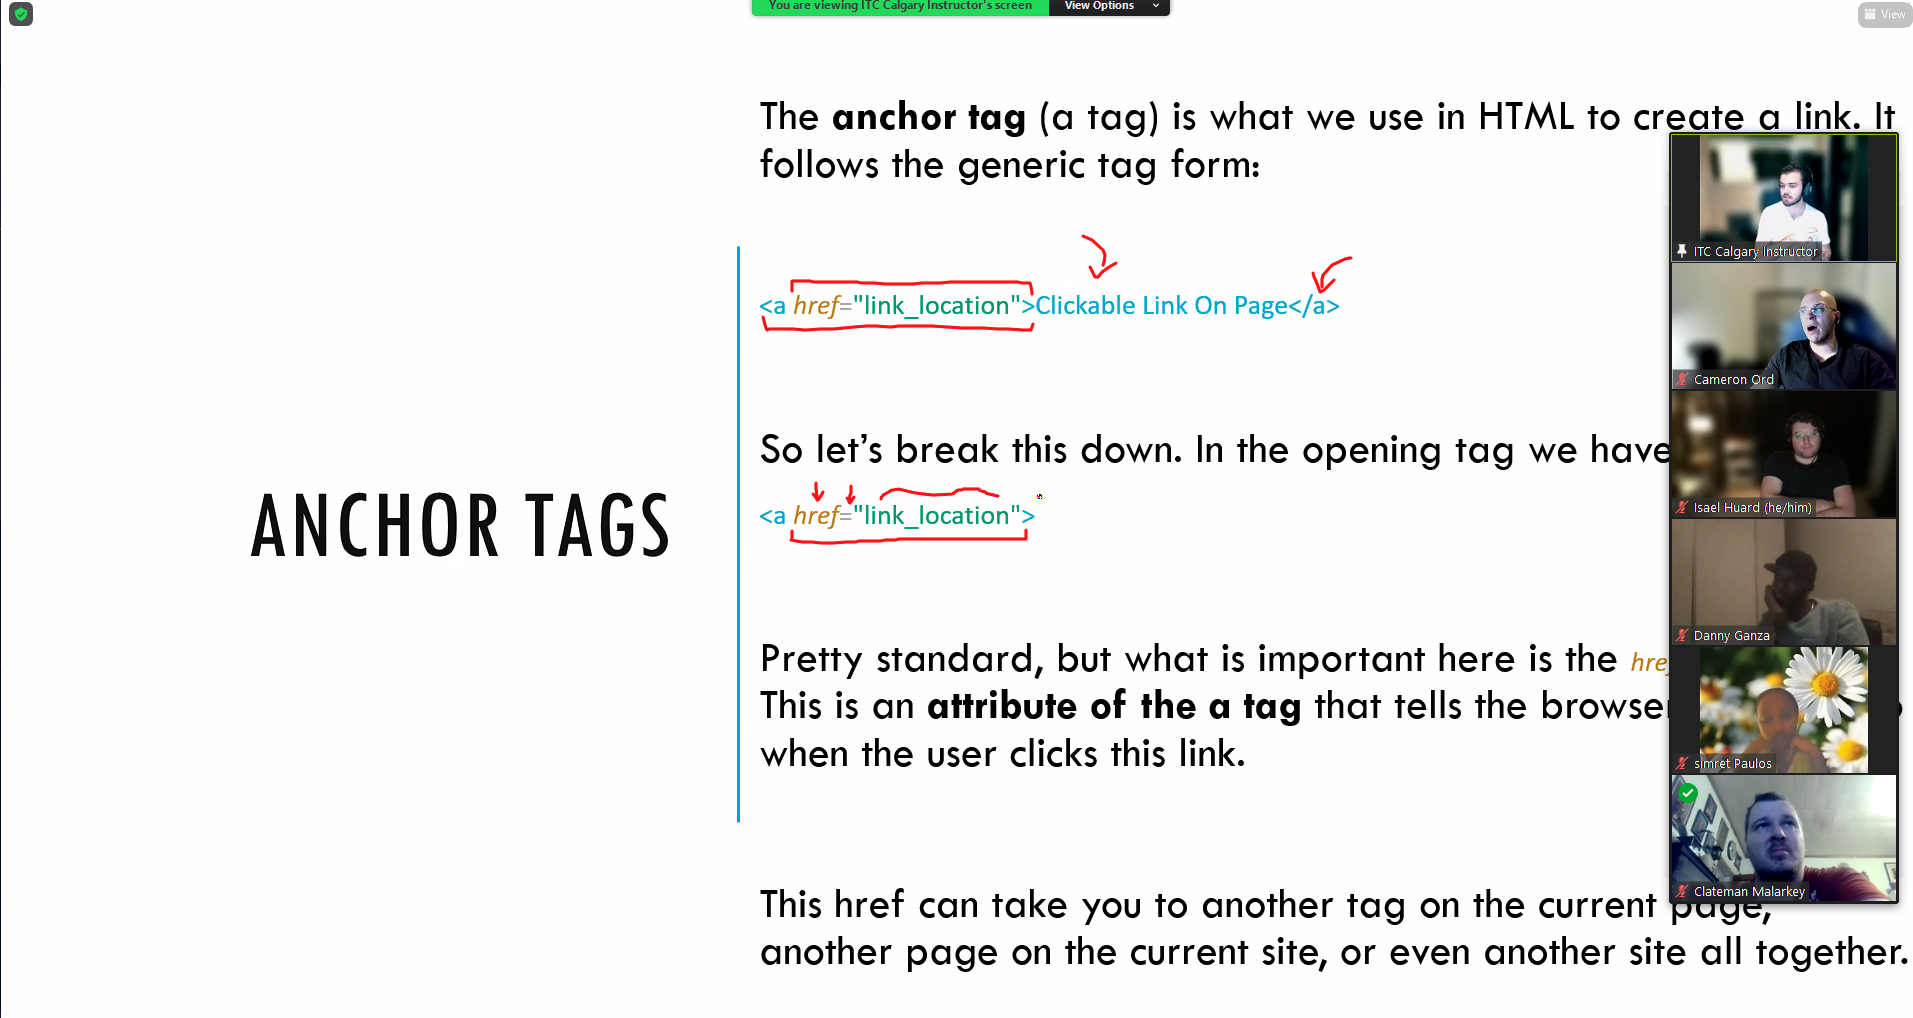 You are viewing ITC Calgary Instructor's screen View Options
View
The anchor tag (a tag) is what we use in HTML to create a link. It
follows the generic tag form:
<a href="link_location">Clickable Link On Page</a>
So let's break this down. In the opening tag we have
<a href="link_location">
ANCHOR TAGS
Pretty standard, but what is important here is the
This is an attribute of the a tag that tells the browser
when the user clicks this link.
This href can take you to another tag on the current page,
another page on the current site, or even another site all together.
ITC Calgary Instructor
Cameron Ord
Isael Huard (he/him)
Danny Ganza
simret Paulos
Clateman Malarkey